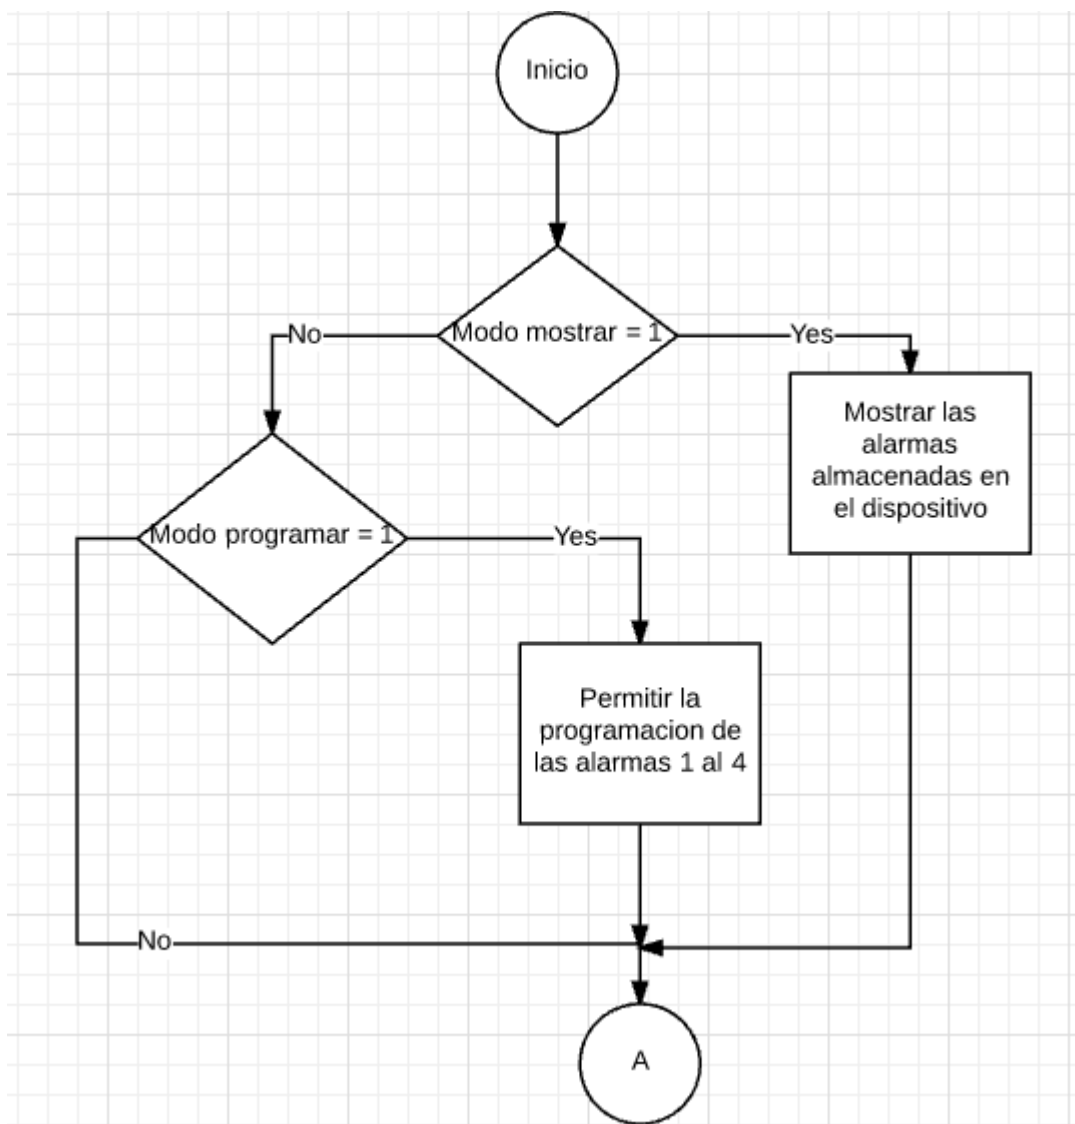 Inicio
Modo mostrar = 1
No
Yes
Mostrar las
alarmas
almacenadas en
el dispositivo
Modo programar = 1
Yes
Permitir la
programacion de
las alarmas 1 al 4
No
A